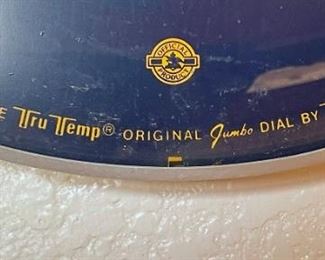 OFFICIAL PRODUCT
Tru Temp® ORIGINAL Jumbo DIAL BY